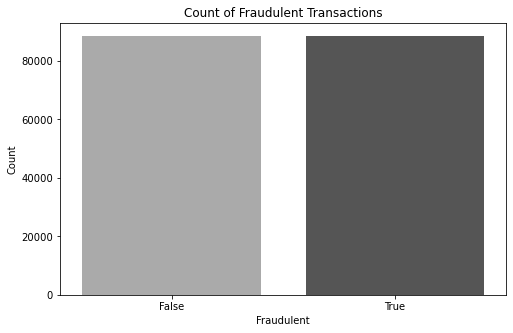 Count of Fraudulent Transactions
80000
60000
40000
20000
0
Count
False
True
Fraudulent